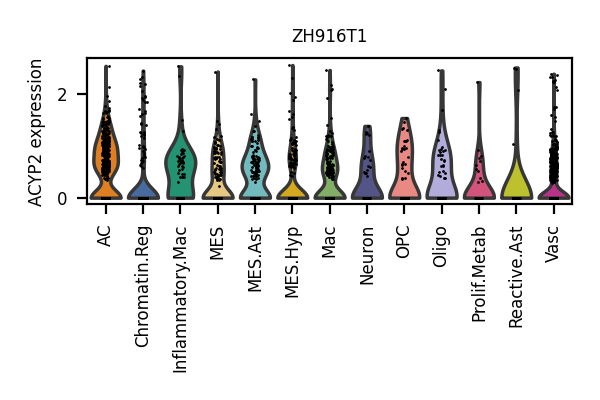 ZH916T1
ACYP2 expression
2
0
AC
Chromatin.Reg
Inflammatory.Mac
MES
MES.Ast
MES.Hyp
Mac
Neuron
OPC
Oligo
Prolif.Metab
Reactive.Ast
Vasc